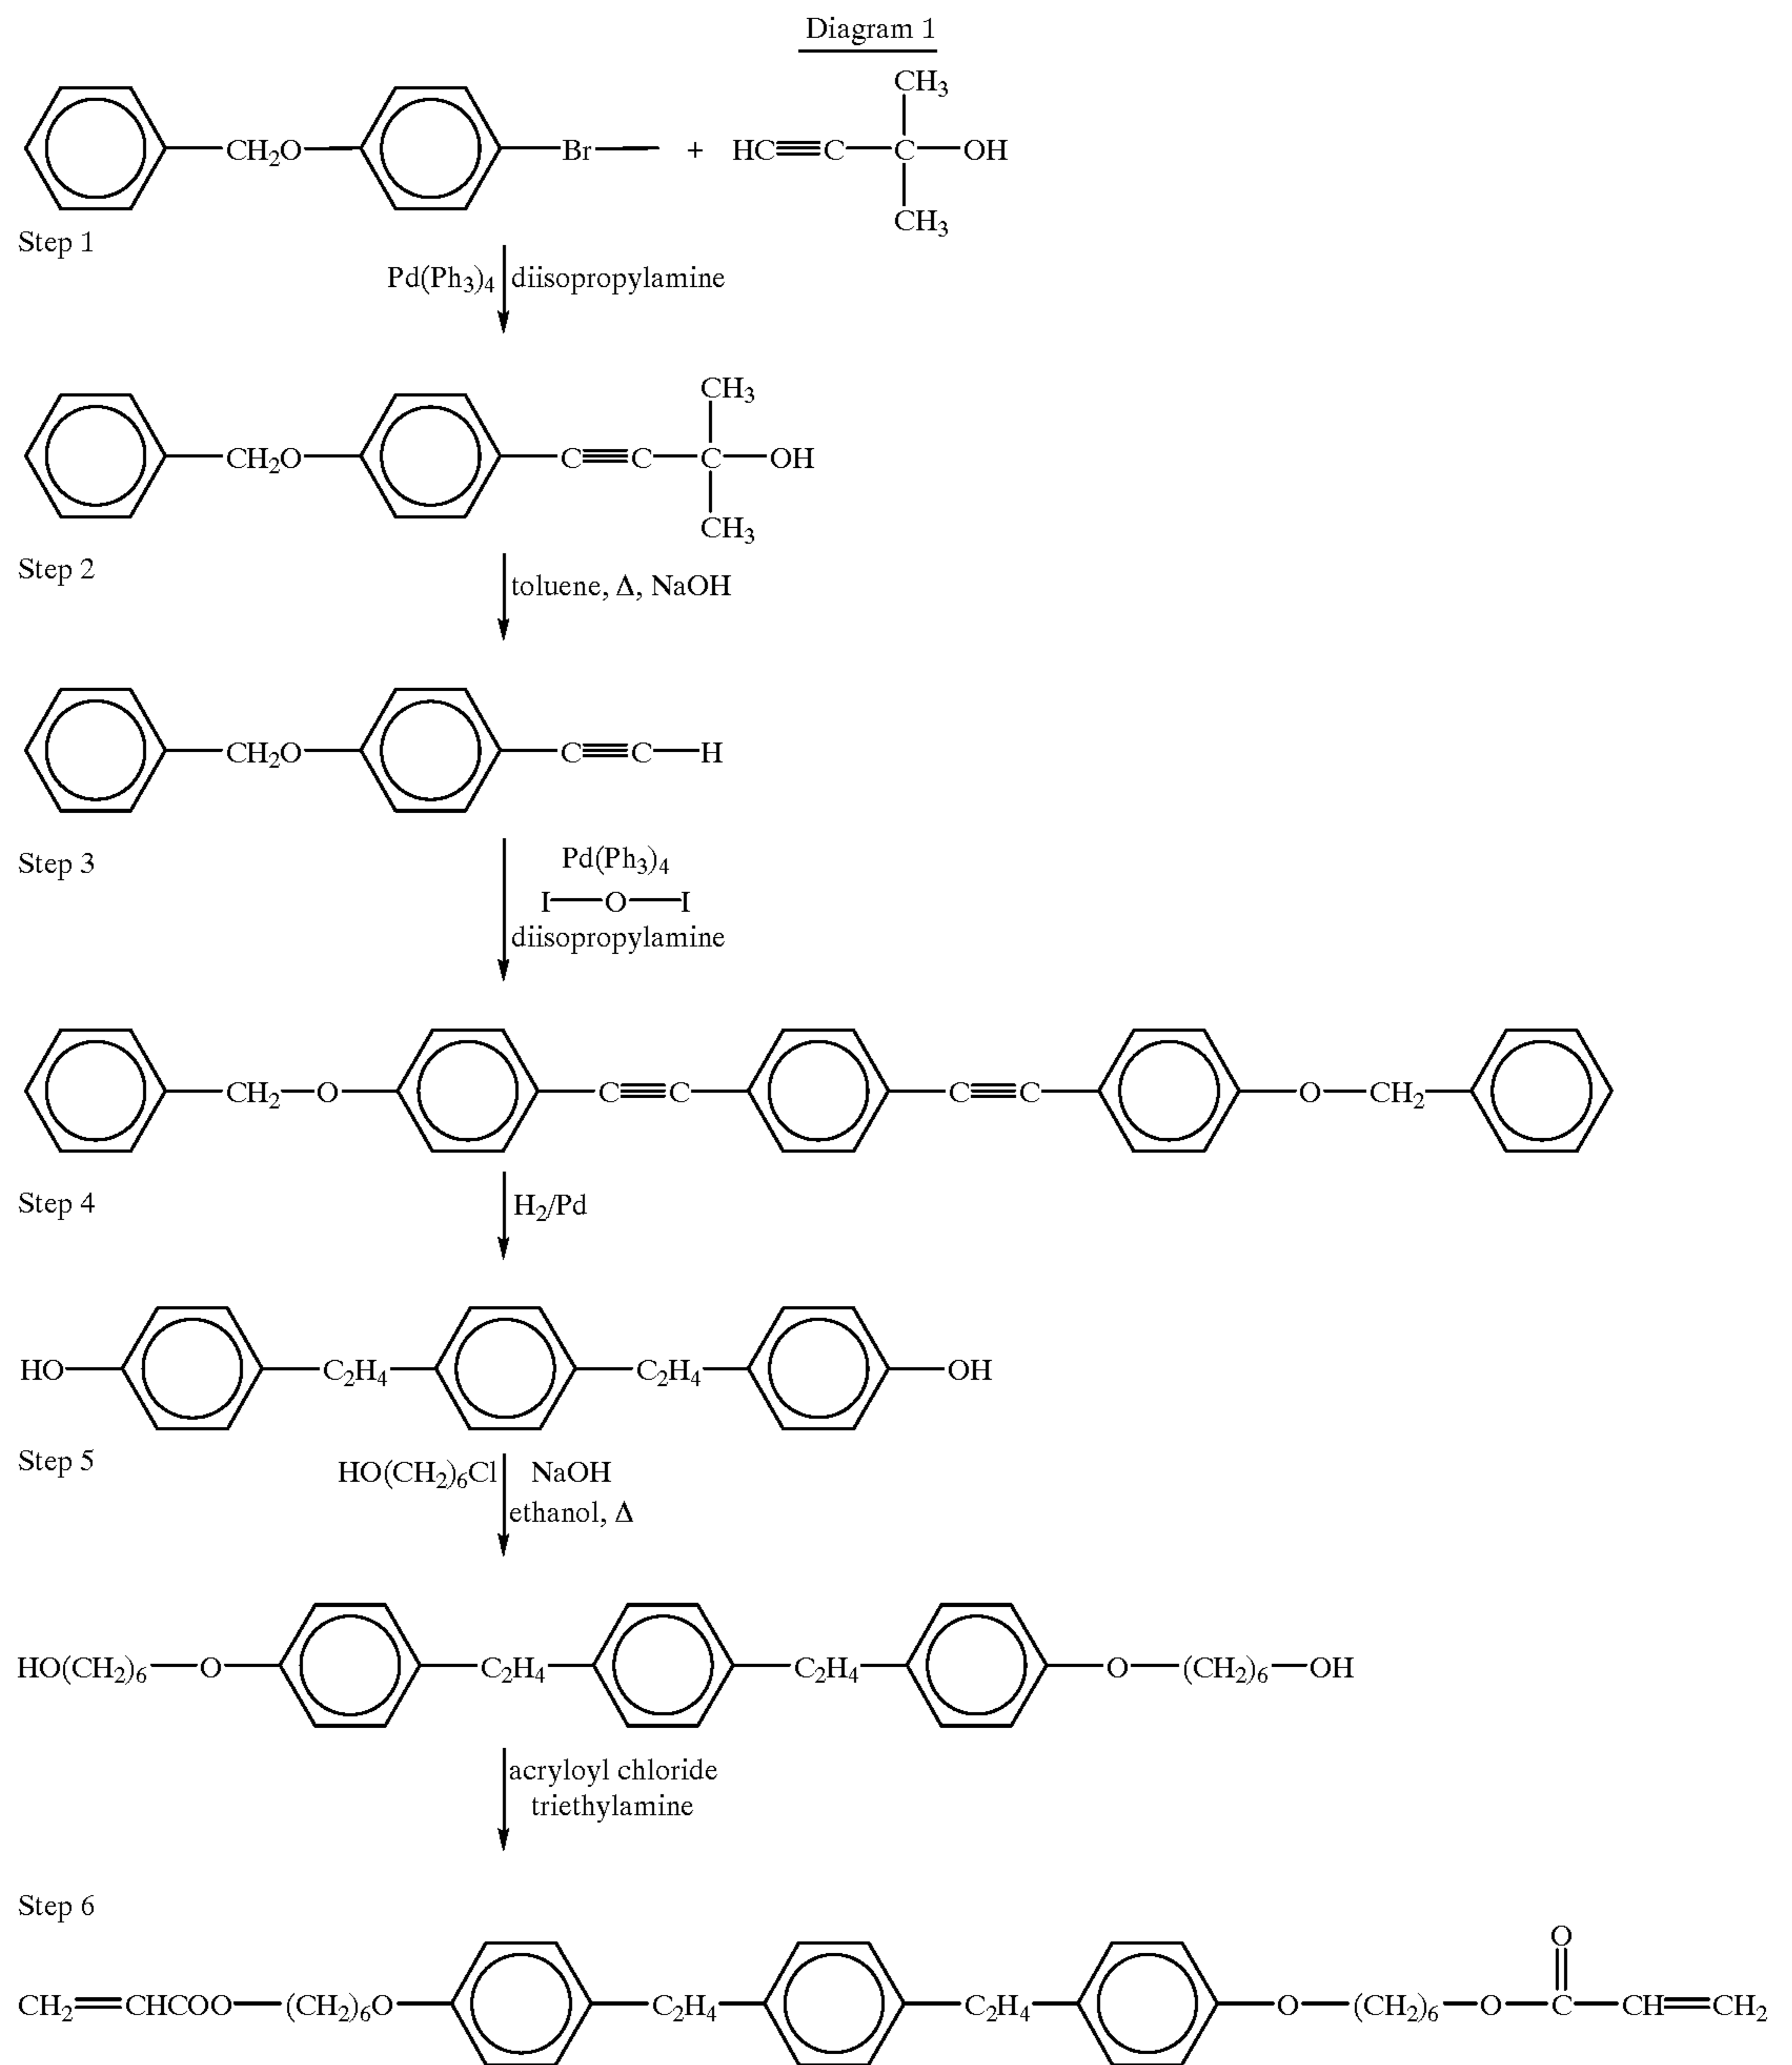 Diagram 1
CH₃
CH₂O Br + HC≡C—C—OH
CH₃
Step 1
Pd(Ph₃)₄ diisopropylamine
CH₃
CH₂O C≡C—C—OH
CH₃
Step 2
toluene, Δ, NaOH
CH₂O C≡C—H
Step 3
Pd(Ph₃)₄
I—O—I
diisopropylamine
CH₂—O C≡C C≡C O—CH₂
Step 4
H₂/Pd
HO C₂H₄ C₂H₄ OH
Step 5
HO(CH₂)₆Cl NaOH
ethanol, Δ
HO(CH₂)₆—O C₂H₄ C₂H₄ O—(CH₂)₆—OH
acryloyl chloride
triethylamine
Step 6
O
CH₂=CHCOO—(CH₂)₆O C₂H₄ C₂H₄ O—(CH₂)₆—O—C—CH=CH₂